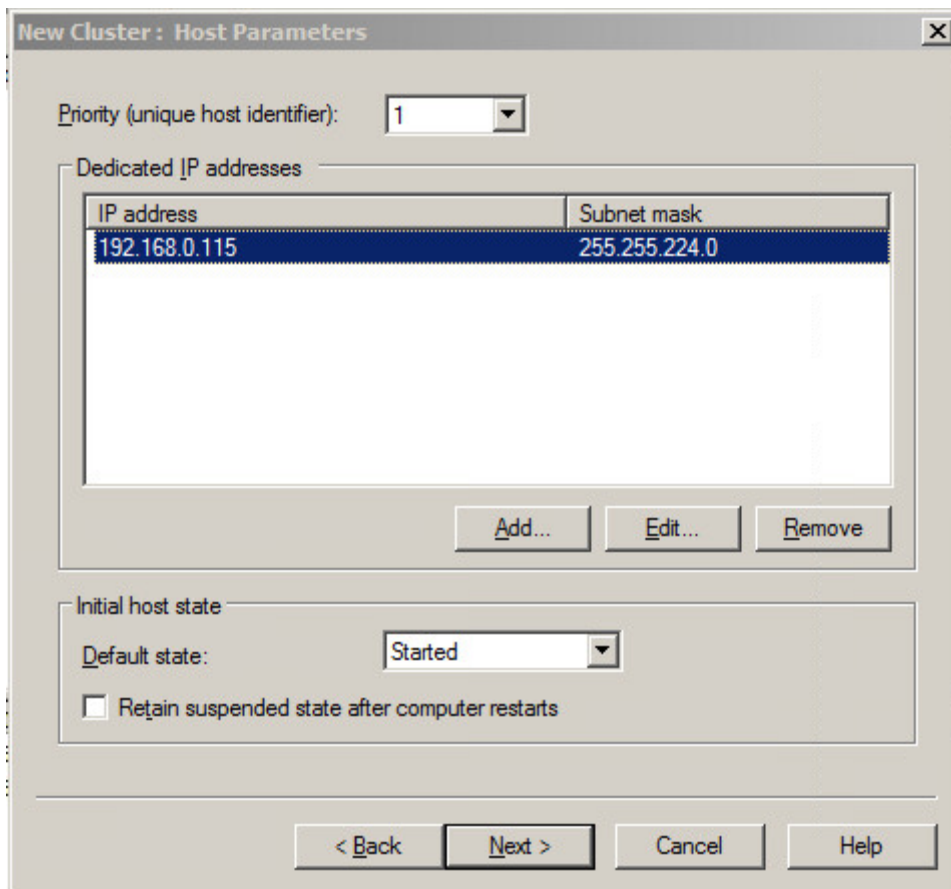 New Cluster : Host Parameters
Priority (unique host identifier): 1
Dedicated IP addresses
IP address Subnet mask
192.168.0.115 255.255.224.0
Add... Edit... Remove
Initial host state
Default state: Started
Retain suspended state after computer restarts
< Back Next > Cancel Help